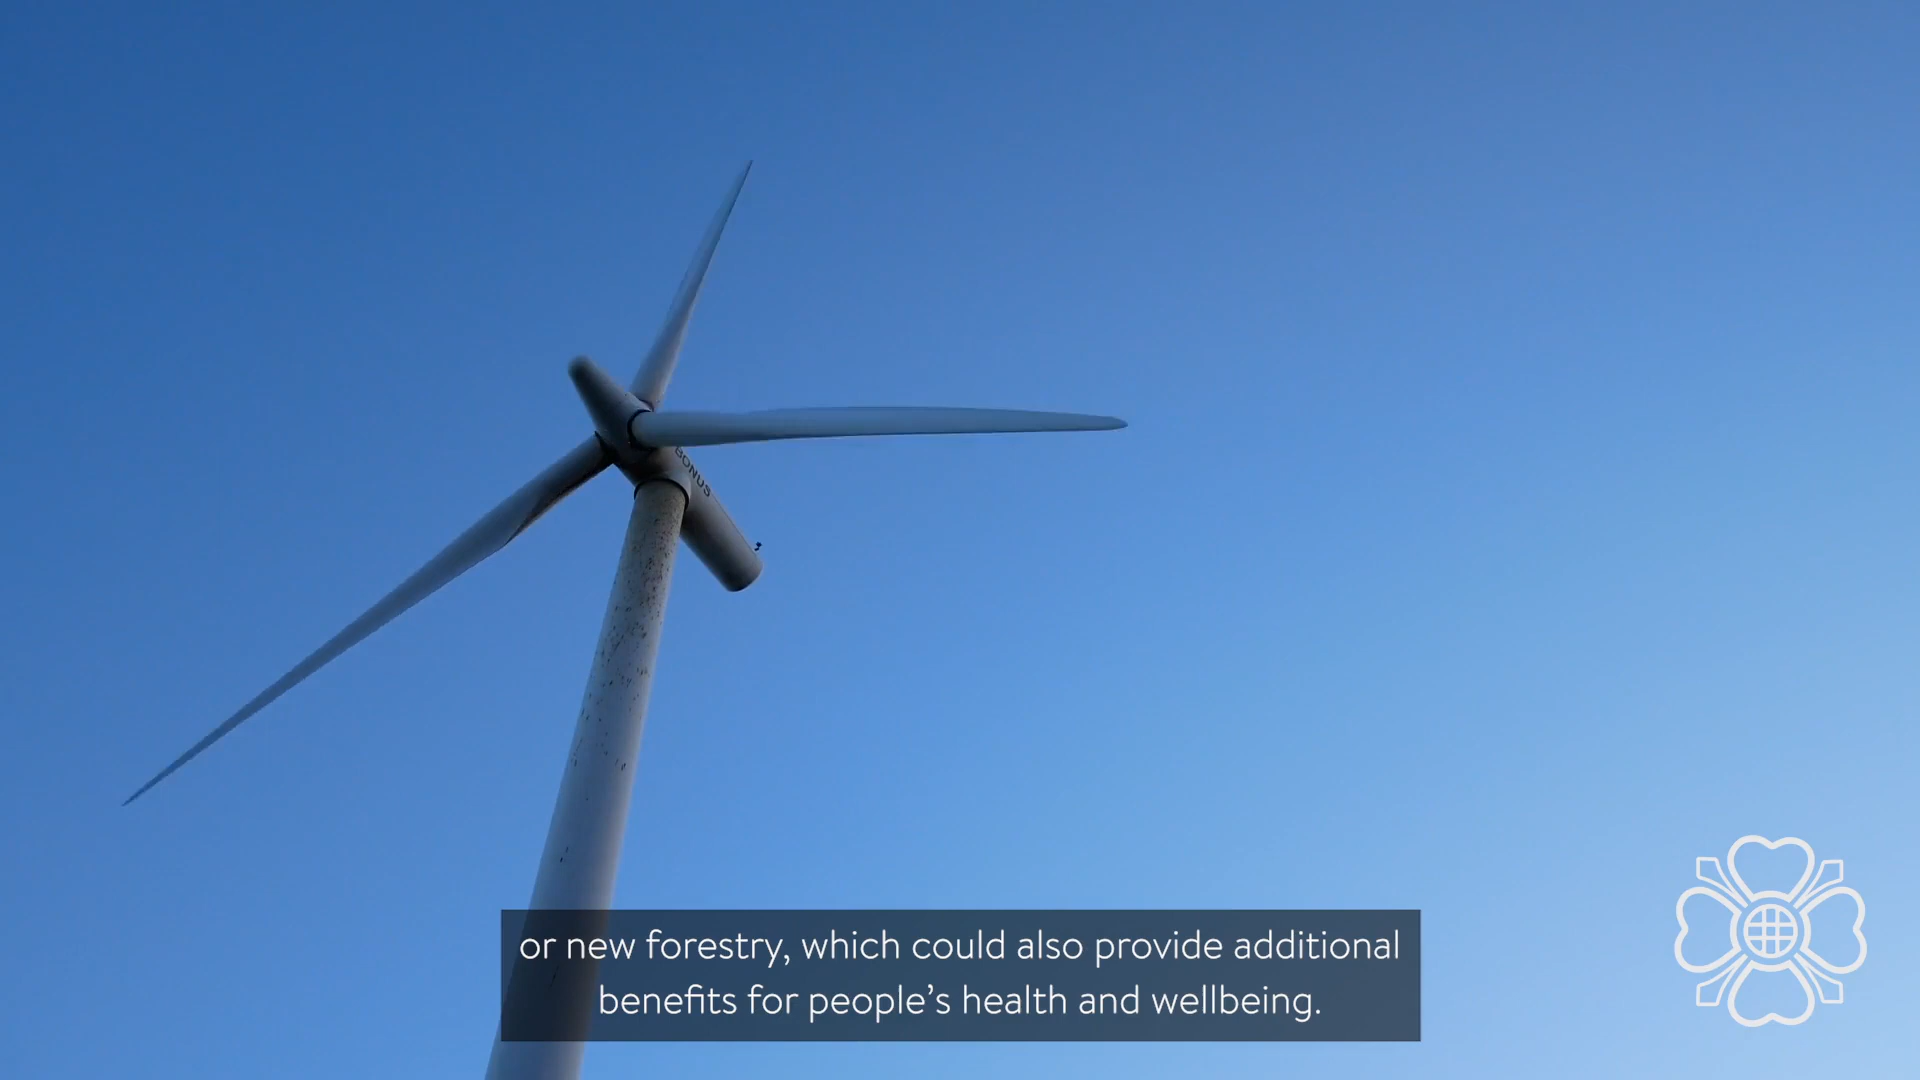 BONUS
or new forestry, which could also provide additional
benefits for people’s health and wellbeing.